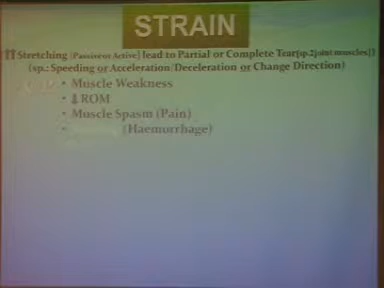 STRAIN
⇈ Stretching (Passive or Active) lead to Partial or Complete Tear(sp.2joint muscles)
(sp.: Speeding or Acceleration/Deceleration or Change Direction)
• Muscle Weakness
• ⬇ROM
• Muscle Spasm (Pain)
• (Haemorrhage)